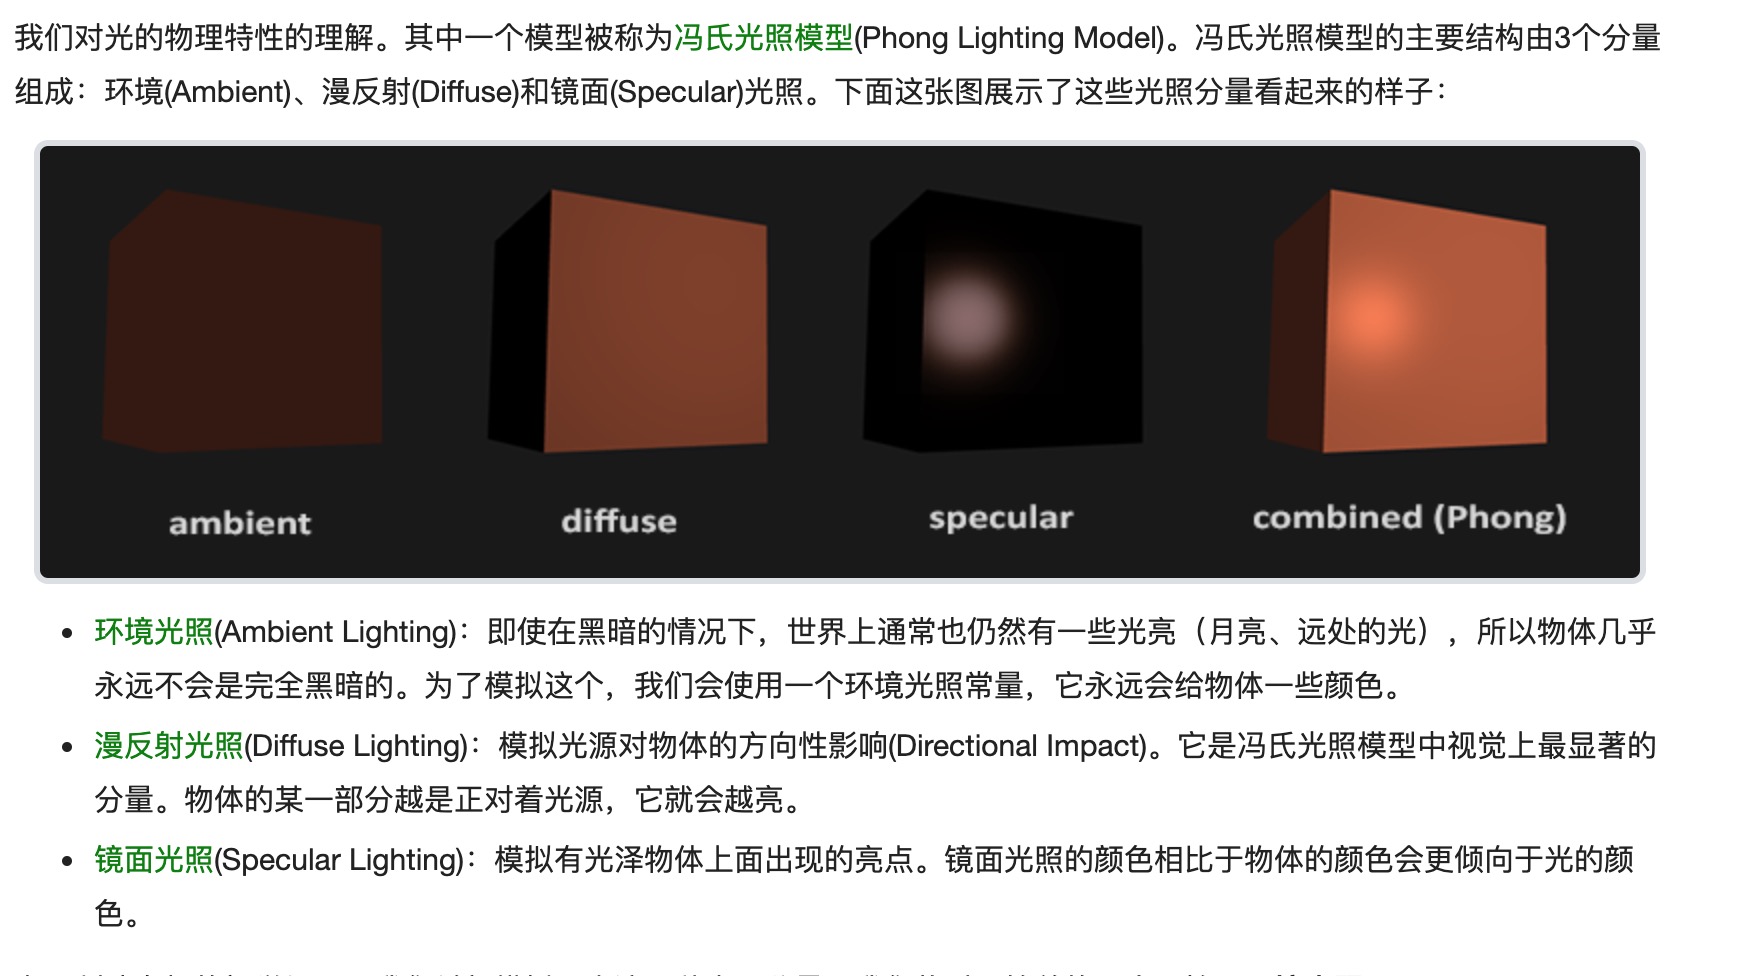 我们对光的物理特性的理解。其中一个模型被称为冯氏光照模型(Phong Lighting Model)。冯氏光照模型的主要结构由3个分量
组成：环境(Ambient)、漫反射(Diffuse)和镜面(Specular)光照。下面这张图展示了这些光照分量看起来的样子：
ambient diffuse specular combined (Phong)
• 环境光照(Ambient Lighting)：即使在黑暗的情况下，世界上通常也仍然有一些光亮（月亮、远处的光），所以物体几乎
永远不会是完全黑暗的。为了模拟这个，我们会使用一个环境光照常量，它永远会给物体一些颜色。
• 漫反射光照(Diffuse Lighting)：模拟光源对物体的方向性影响(Directional Impact)。它是冯氏光照模型中视觉上最显著的
分量。物体的某一部分越是正对着光源，它就会越亮。
• 镜面光照(Specular Lighting)：模拟有光泽物体上面出现的亮点。镜面光照的颜色相比于物体的颜色会更倾向于光的颜
色。